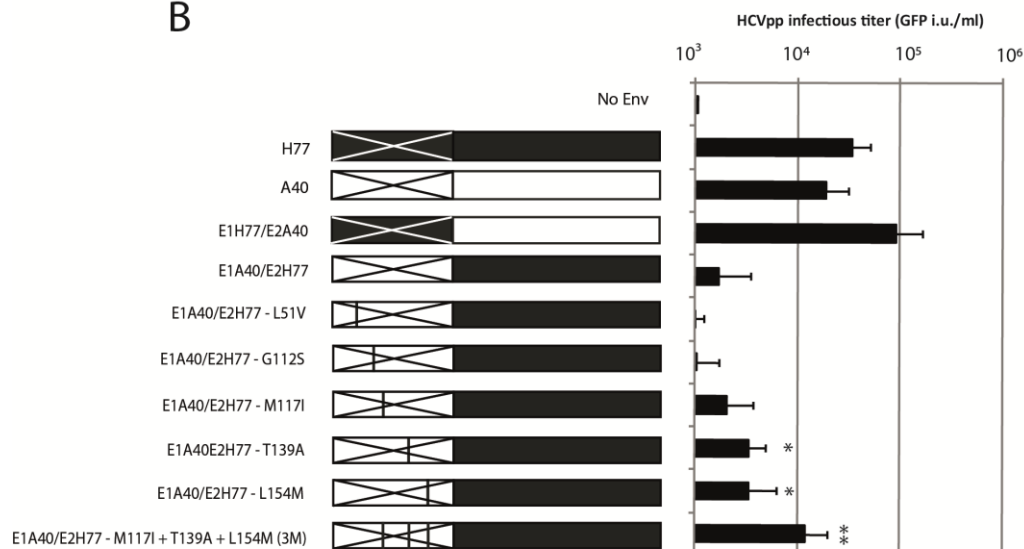 B
HCVpp infectious titer (GFP i.u./ml)
10³ 10⁴ 10⁵ 10⁶
No Env
H77
A40
E1H77/E2A40
E1A40/E2H77
E1A40/E2H77 - L51V
E1A40/E2H77 - G112S
E1A40/E2H77 - M117I
E1A40E2H77 - T139A *
E1A40/E2H77 - L154M *
E1A40/E2H77 - M117I + T139A + L154M (3M) **